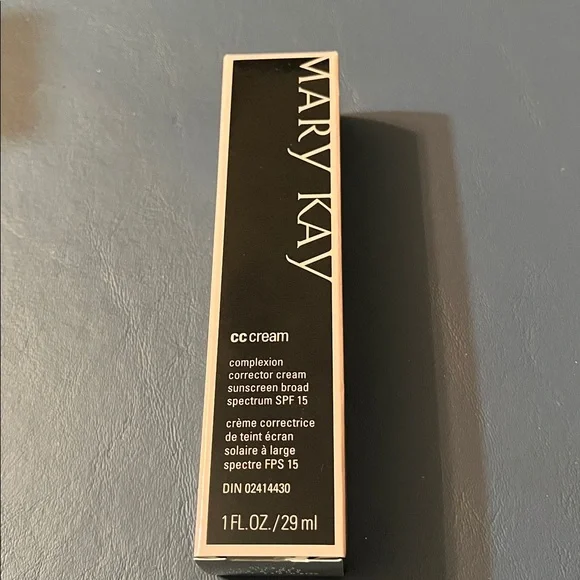 MARY KAY
cc cream
complexion
corrector cream
sunscreen broad
spectrum SPF 15
crème correctrice
de teint écran
solaire à large
spectre FPS 15
DIN 02414430
1 FL.OZ./29 ml